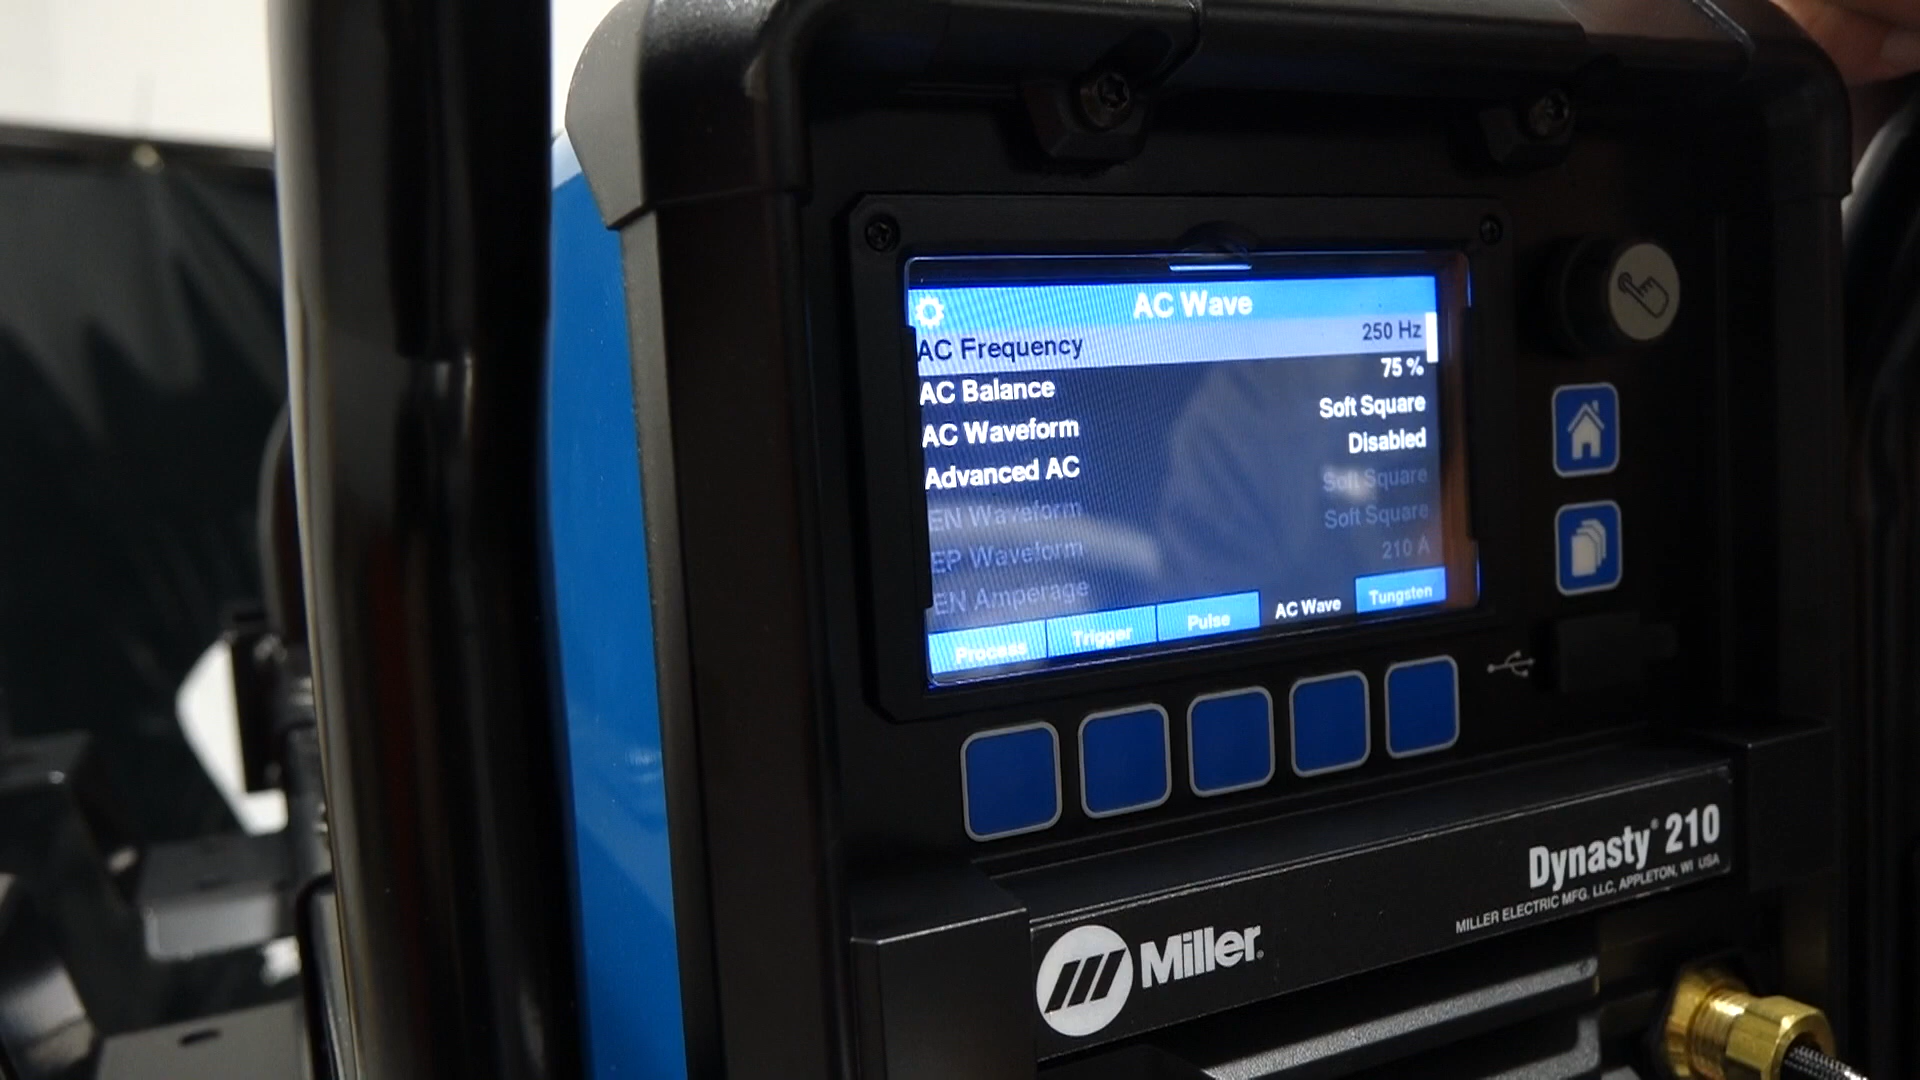 AC Wave
AC Frequency 250 Hz
AC Balance 75 %
AC Waveform Soft Square
Advanced AC Disabled
EN Waveform Soft Square
EP Waveform Soft Square
EN Amperage 210 A
Process Trigger Pulse AC Wave Tungsten
Dynasty® 210
MILLER ELECTRIC MFG. LLC, APPLETON, WI USA
Miller®